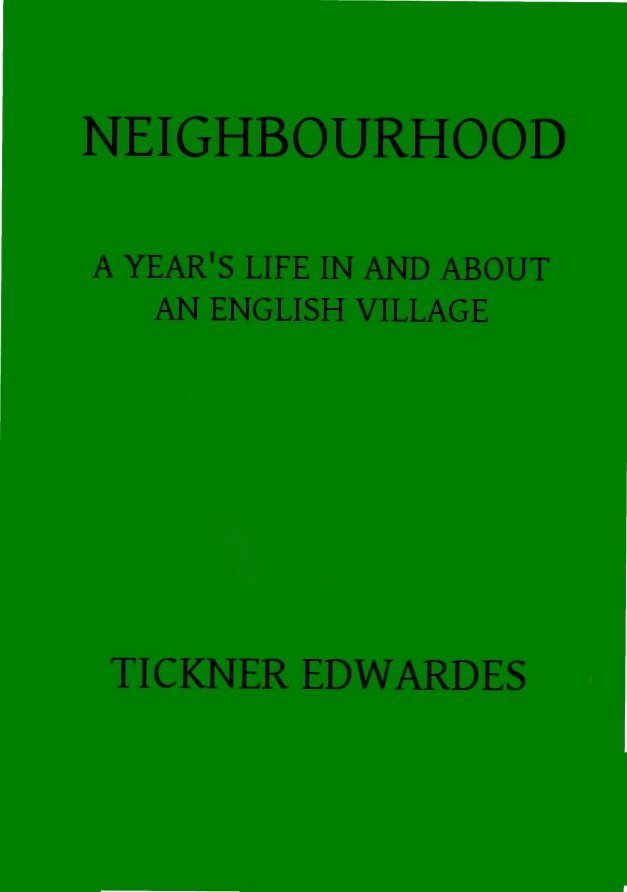 NEIGHBOURHOOD
A YEAR'S LIFE IN AND ABOUT
AN ENGLISH VILLAGE
TICKNER EDWARDES